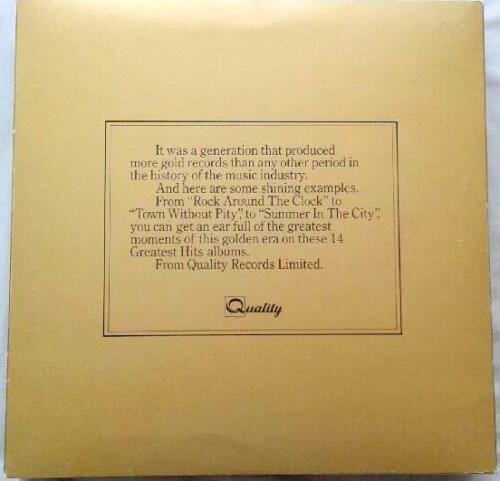 It was a generation that produced
more gold records than any other period in
the history of the music industry.
And here are some shining examples.
From "Rock Around The Clock" to
"Town Without Pity," to "Summer In The City,"
you can get an ear full of the greatest
moments of this golden era on these 14
Greatest Hits albums.
From Quality Records Limited.
Quality